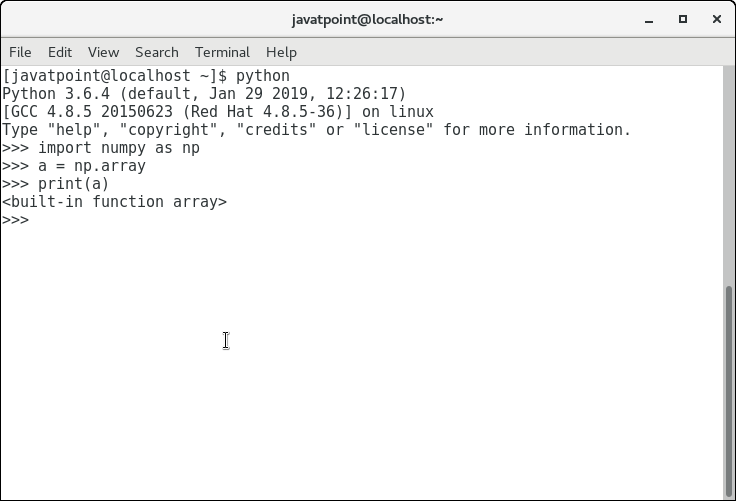 javatpoint@localhost:~
File Edit View Search Terminal Help
[javatpoint@localhost ~]$ python
Python 3.6.4 (default, Jan 29 2019, 12:26:17)
[GCC 4.8.5 20150623 (Red Hat 4.8.5-36)] on linux
Type "help", "copyright", "credits" or "license" for more information.
>>> import numpy as np
>>> a = np.array
>>> print(a)
<built-in function array>
>>>